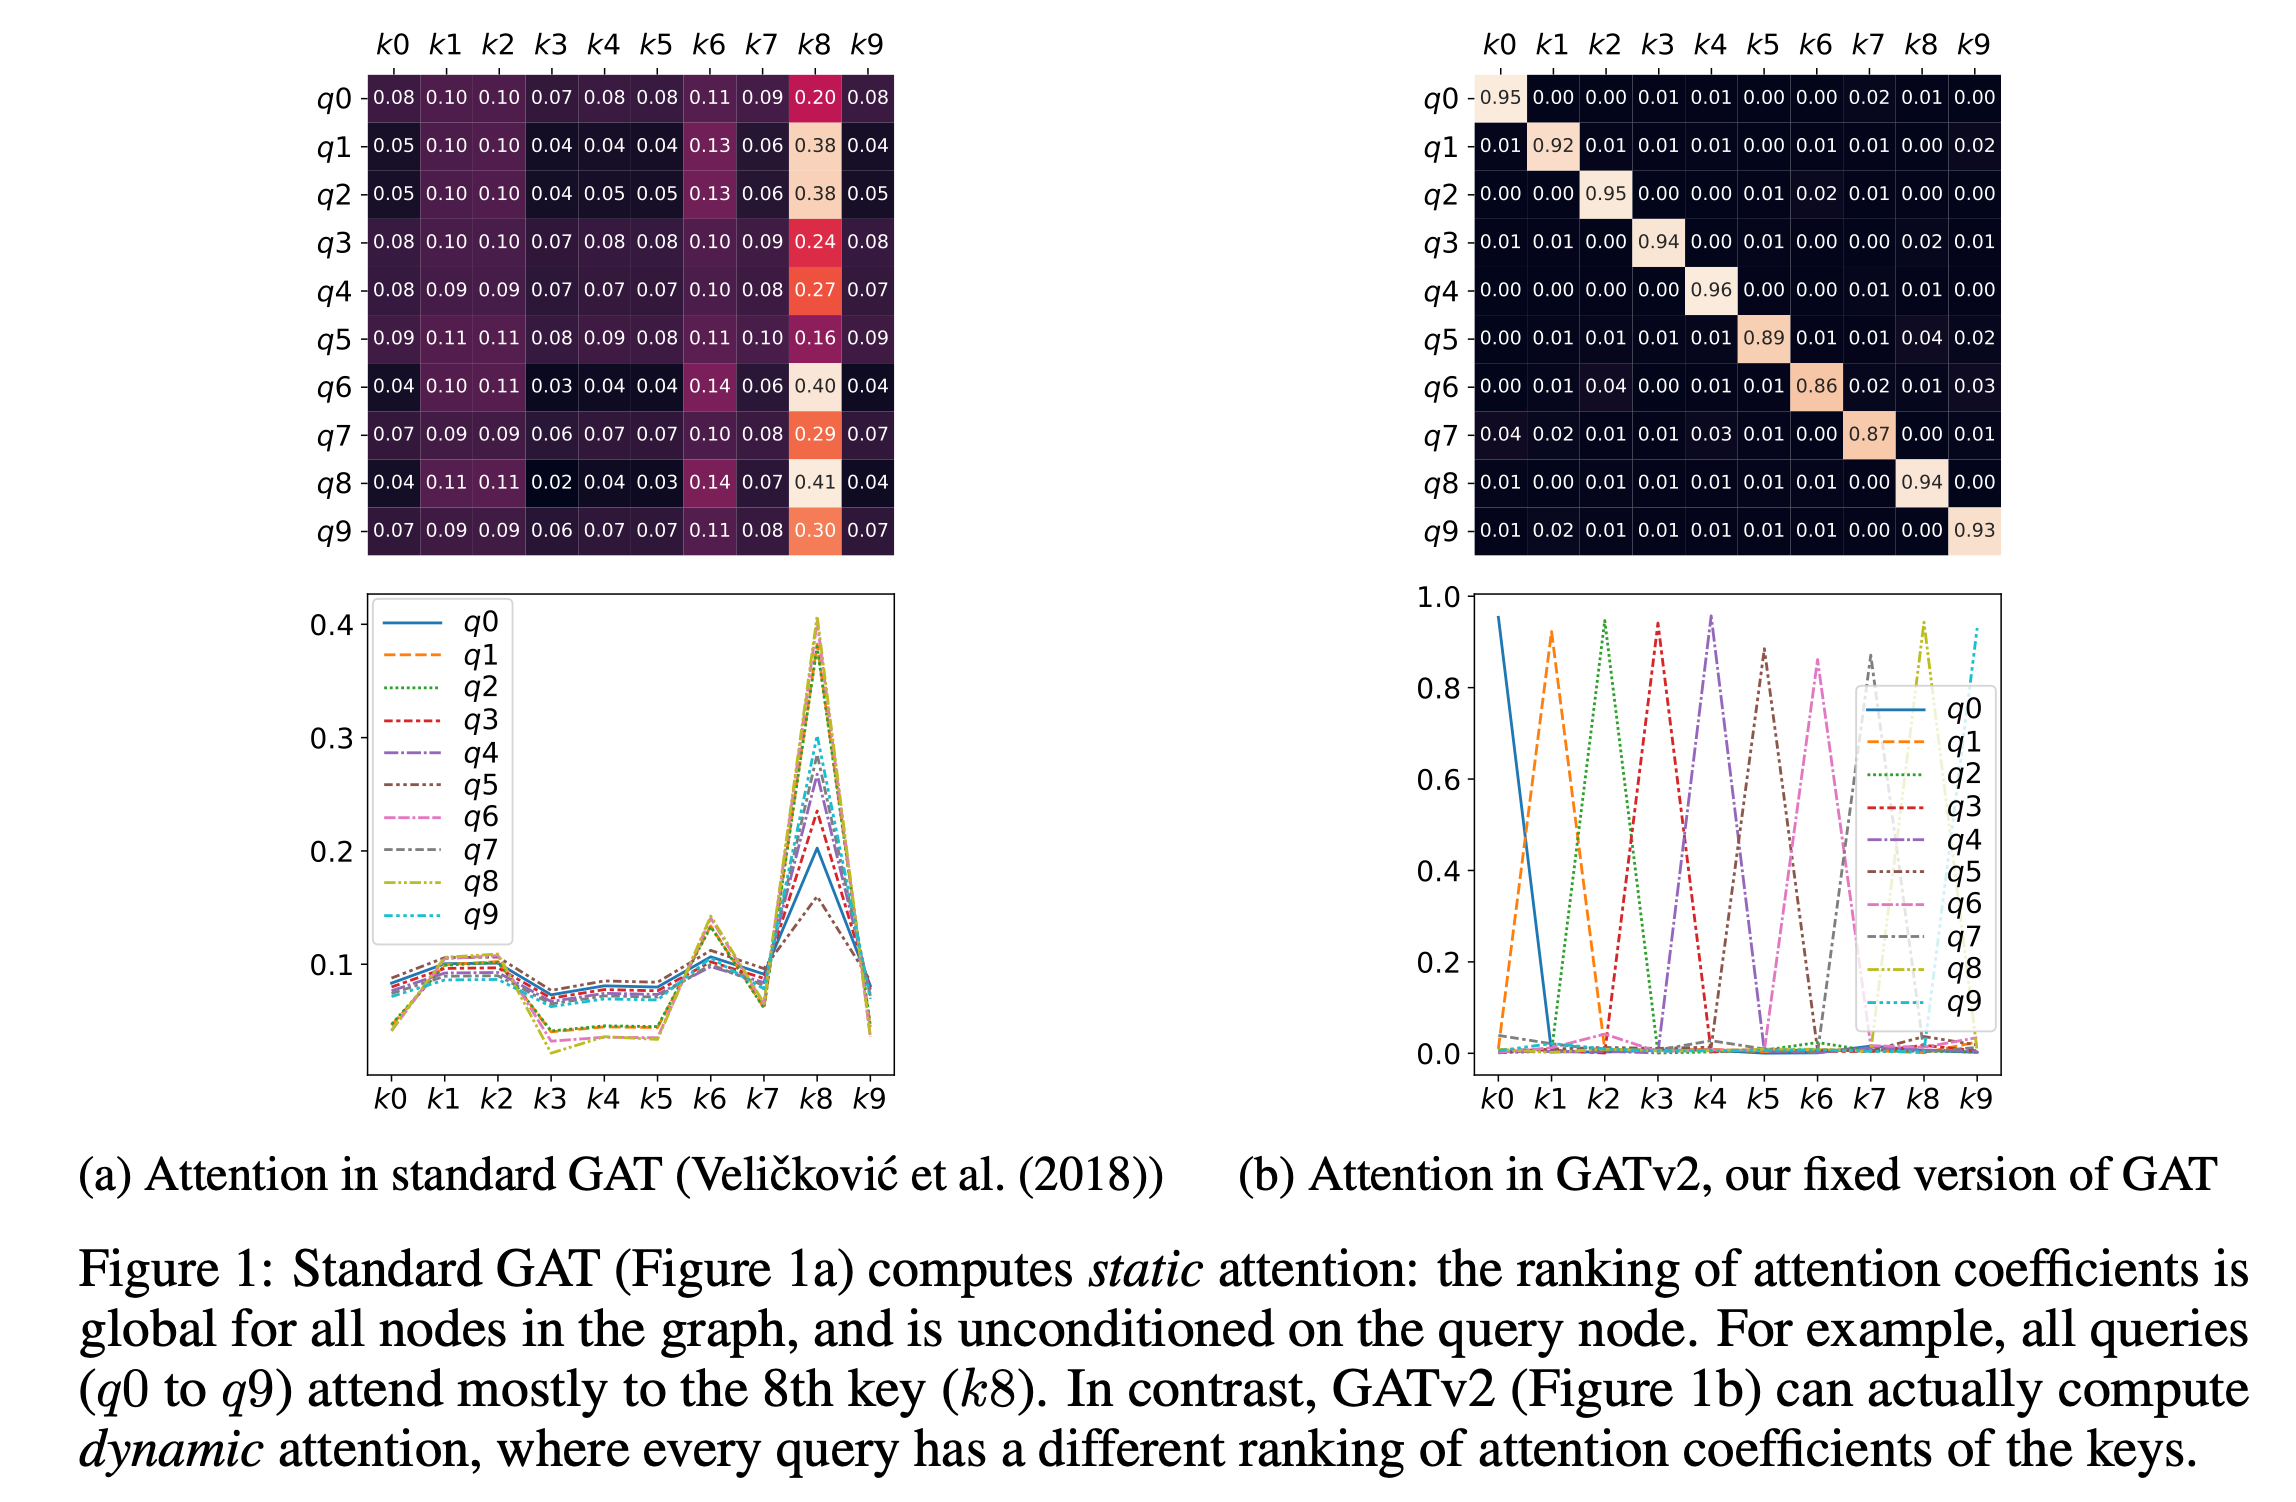 k0 k1 k2 k3 k4 k5 k6 k7 k8 k9
q0 0.08 0.10 0.10 0.07 0.08 0.08 0.11 0.09 0.20 0.08
q1 0.05 0.10 0.10 0.04 0.04 0.04 0.13 0.06 0.38 0.04
q2 0.05 0.10 0.10 0.04 0.05 0.05 0.13 0.06 0.38 0.05
q3 0.08 0.10 0.10 0.07 0.08 0.08 0.10 0.09 0.24 0.08
q4 0.08 0.09 0.09 0.07 0.07 0.07 0.10 0.08 0.27 0.07
q5 0.09 0.11 0.11 0.08 0.09 0.08 0.11 0.10 0.16 0.09
q6 0.04 0.10 0.11 0.03 0.04 0.04 0.14 0.06 0.40 0.04
q7 0.07 0.09 0.09 0.06 0.07 0.07 0.10 0.08 0.29 0.07
q8 0.04 0.11 0.11 0.02 0.04 0.03 0.14 0.07 0.41 0.04
q9 0.07 0.09 0.09 0.06 0.07 0.07 0.11 0.08 0.30 0.07
0.4
0.3
0.2
0.1
q0
q1
q2
q3
q4
q5
q6
q7
q8
q9
k0 k1 k2 k3 k4 k5 k6 k7 k8 k9
(a) Attention in standard GAT (Veličković et al. (2018))
k0 k1 k2 k3 k4 k5 k6 k7 k8 k9
q0 0.95 0.00 0.00 0.01 0.01 0.00 0.00 0.02 0.01 0.00
q1 0.01 0.92 0.01 0.01 0.01 0.00 0.01 0.01 0.00 0.02
q2 0.00 0.00 0.95 0.00 0.00 0.01 0.02 0.01 0.00 0.00
q3 0.01 0.01 0.00 0.94 0.00 0.01 0.00 0.00 0.02 0.01
q4 0.00 0.00 0.00 0.00 0.96 0.00 0.00 0.01 0.01 0.00
q5 0.00 0.01 0.01 0.01 0.01 0.89 0.01 0.01 0.04 0.02
q6 0.00 0.01 0.04 0.00 0.01 0.01 0.86 0.02 0.01 0.03
q7 0.04 0.02 0.01 0.01 0.03 0.01 0.00 0.87 0.00 0.01
q8 0.01 0.00 0.01 0.01 0.01 0.01 0.01 0.00 0.94 0.00
q9 0.01 0.02 0.01 0.01 0.01 0.01 0.01 0.00 0.00 0.93
1.0
0.8
0.6
0.4
0.2
0.0
q0
q1
q2
q3
q4
q5
q6
q7
q8
q9
k0 k1 k2 k3 k4 k5 k6 k7 k8 k9
(b) Attention in GATv2, our fixed version of GAT
Figure 1: Standard GAT (Figure 1a) computes static attention: the ranking of attention coefficients is
global for all nodes in the graph, and is unconditioned on the query node. For example, all queries
(q0 to q9) attend mostly to the 8th key (k8). In contrast, GATv2 (Figure 1b) can actually compute
dynamic attention, where every query has a different ranking of attention coefficients of the keys.